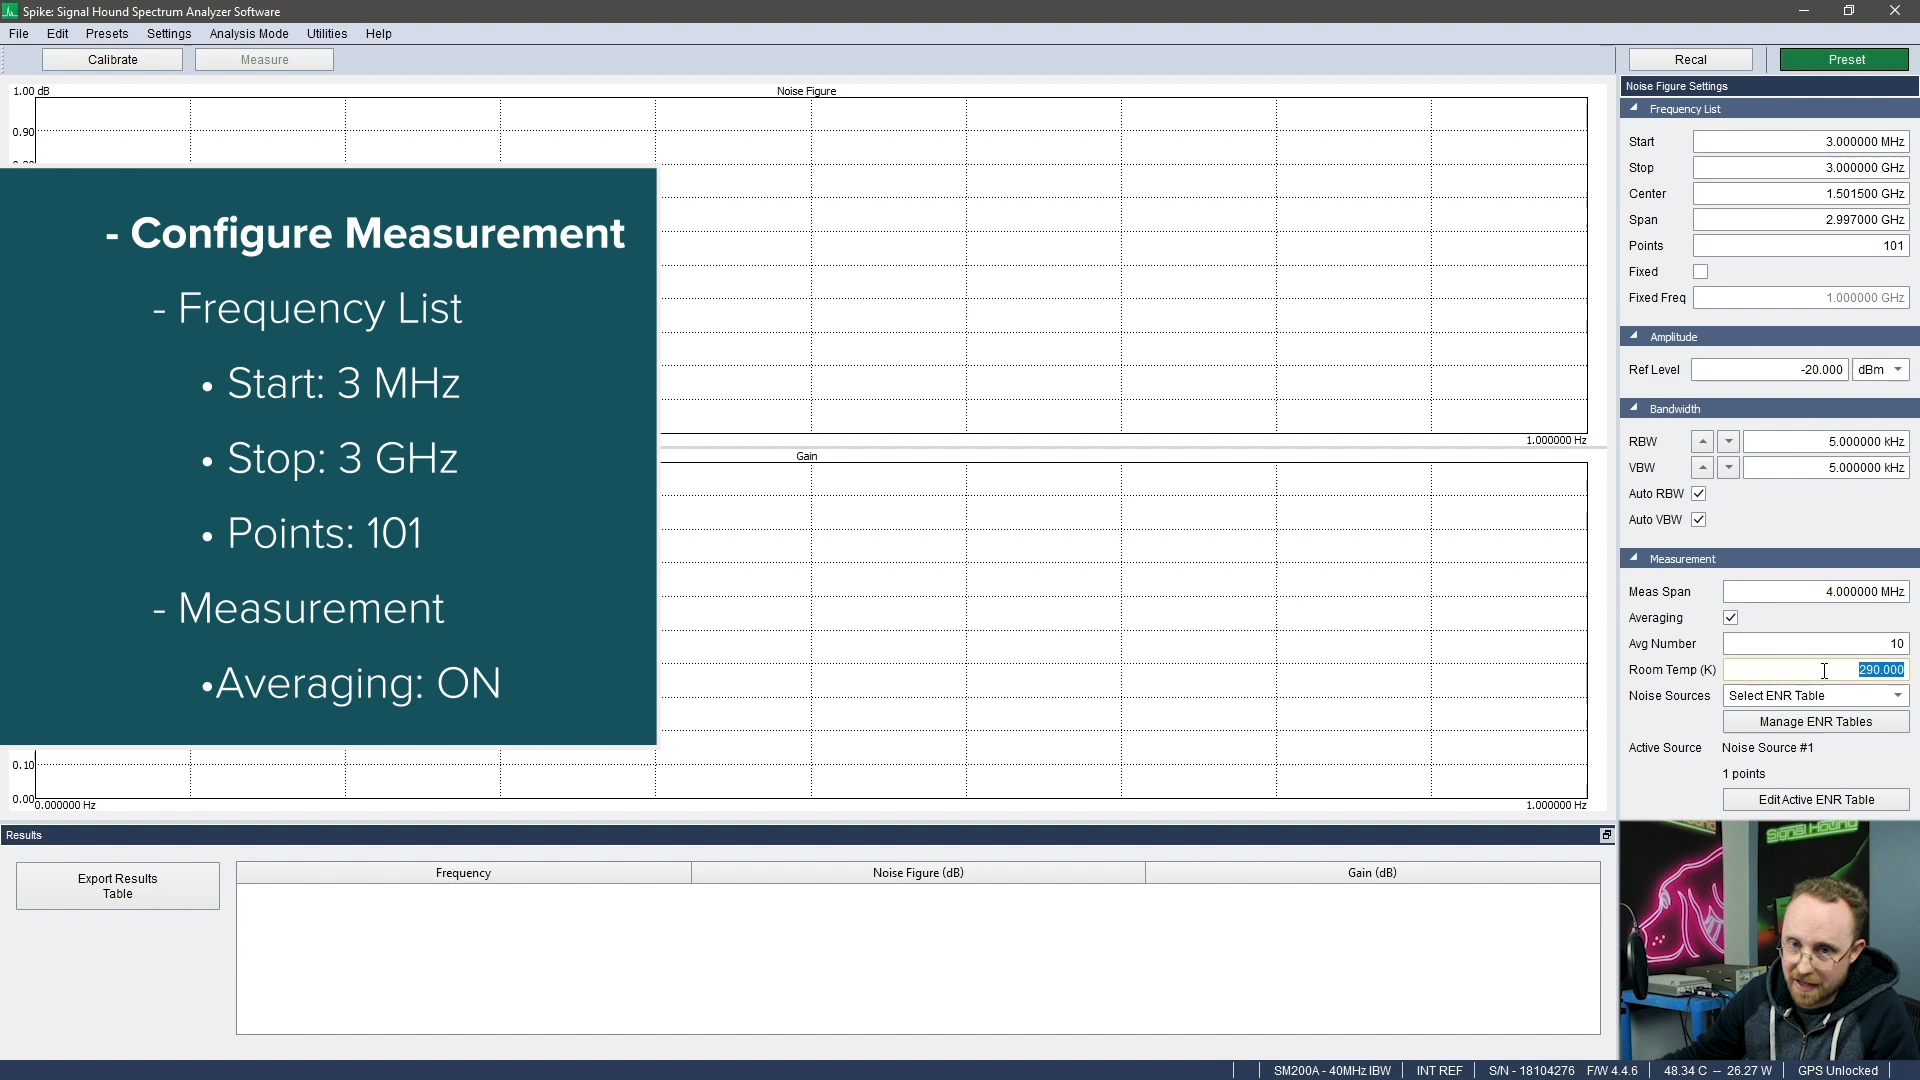 Spike: Signal Hound Spectrum Analyzer Software
File Edit Presets Settings Analysis Mode Utilities Help
Calibrate Measure Recal Preset
1.00 dB
Noise Figure
0.90
1.000000 Hz
- Configure Measurement
- Frequency List
• Start: 3 MHz
• Stop: 3 GHz
• Points: 101
- Measurement
•Averaging: ON
Gain
0.10
0.00
0.000000 Hz
1.000000 Hz
Noise Figure Settings
Frequency List
Start 3.000000 MHz
Stop 3.000000 GHz
Center 1.501500 GHz
Span 2.997000 GHz
Points 101
Fixed
Fixed Freq 1.000000 GHz
Amplitude
Ref Level -20.000 dBm
Bandwidth
RBW 5.000000 kHz
VBW 5.000000 kHz
Auto RBW
Auto VBW
Measurement
Meas Span 4.000000 MHz
Averaging
Avg Number 10
Room Temp (K) 290.000
Noise Sources Select ENR Table
Manage ENR Tables
Active Source Noise Source #1
1 points
Edit Active ENR Table
Results
Export Results
Table
Frequency Noise Figure (dB) Gain (dB)
Signal Hound
SM200A - 40MHz IBW INT REF S/N - 18104276 F/W 4.4.6 48.34 C -- 26.27 W GPS Unlocked